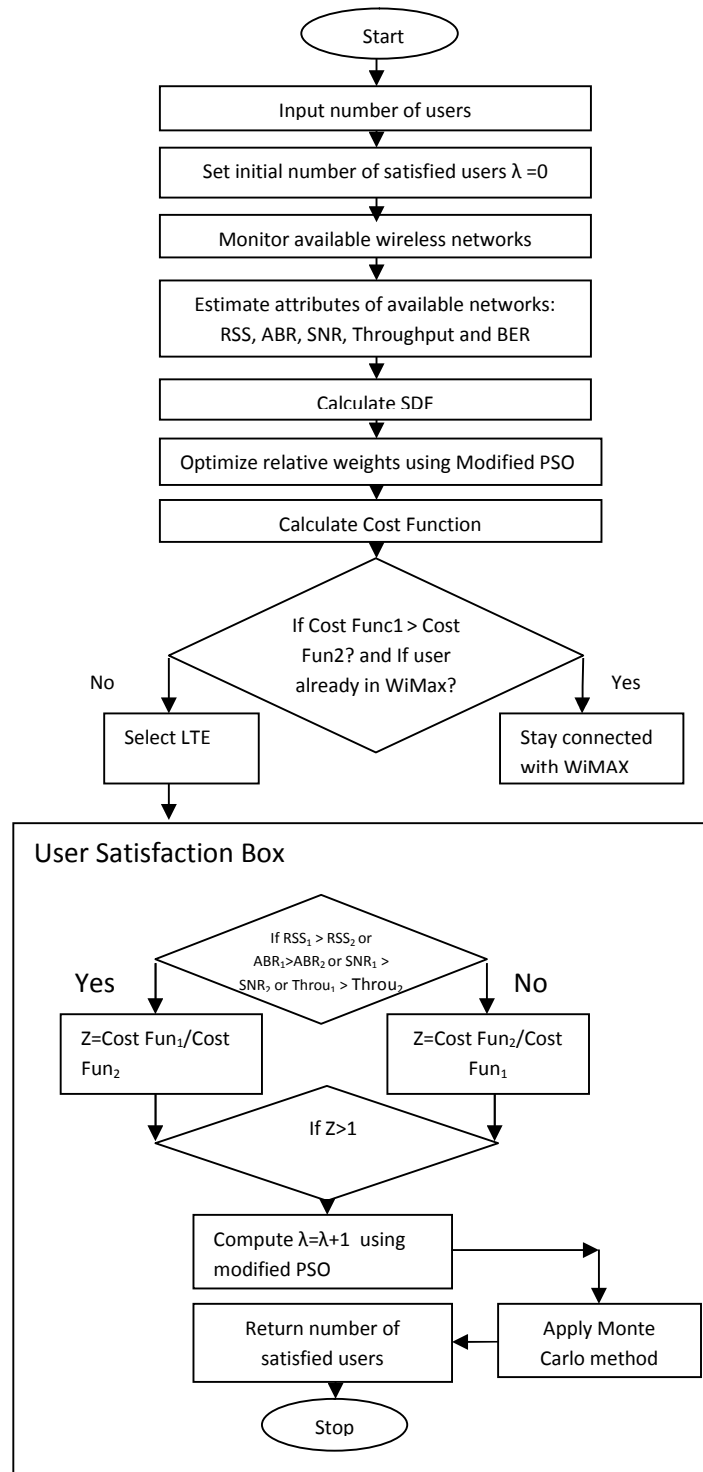 Start
Input number of users
Set initial number of satisfied users λ =0
Monitor available wireless networks
Estimate attributes of available networks:
RSS, ABR, SNR, Throughput and BER
Calculate SDF
Optimize relative weights using Modified PSO
Calculate Cost Function
If Cost Func1 > Cost
Fun2? and If user
already in WiMax?
No
Yes
Select LTE
Stay connected
with WiMAX
User Satisfaction Box
If RSS₁ > RSS₂ or
ABR₁>ABR₂ or SNR₁ >
SNR₂ or Throu₁ > Throu₂
Yes
No
Z=Cost Fun₁/Cost
Fun₂
Z=Cost Fun₂/Cost
Fun₁
If Z>1
Compute λ=λ+1 using
modified PSO
Apply Monte
Carlo method
Return number of
satisfied users
Stop